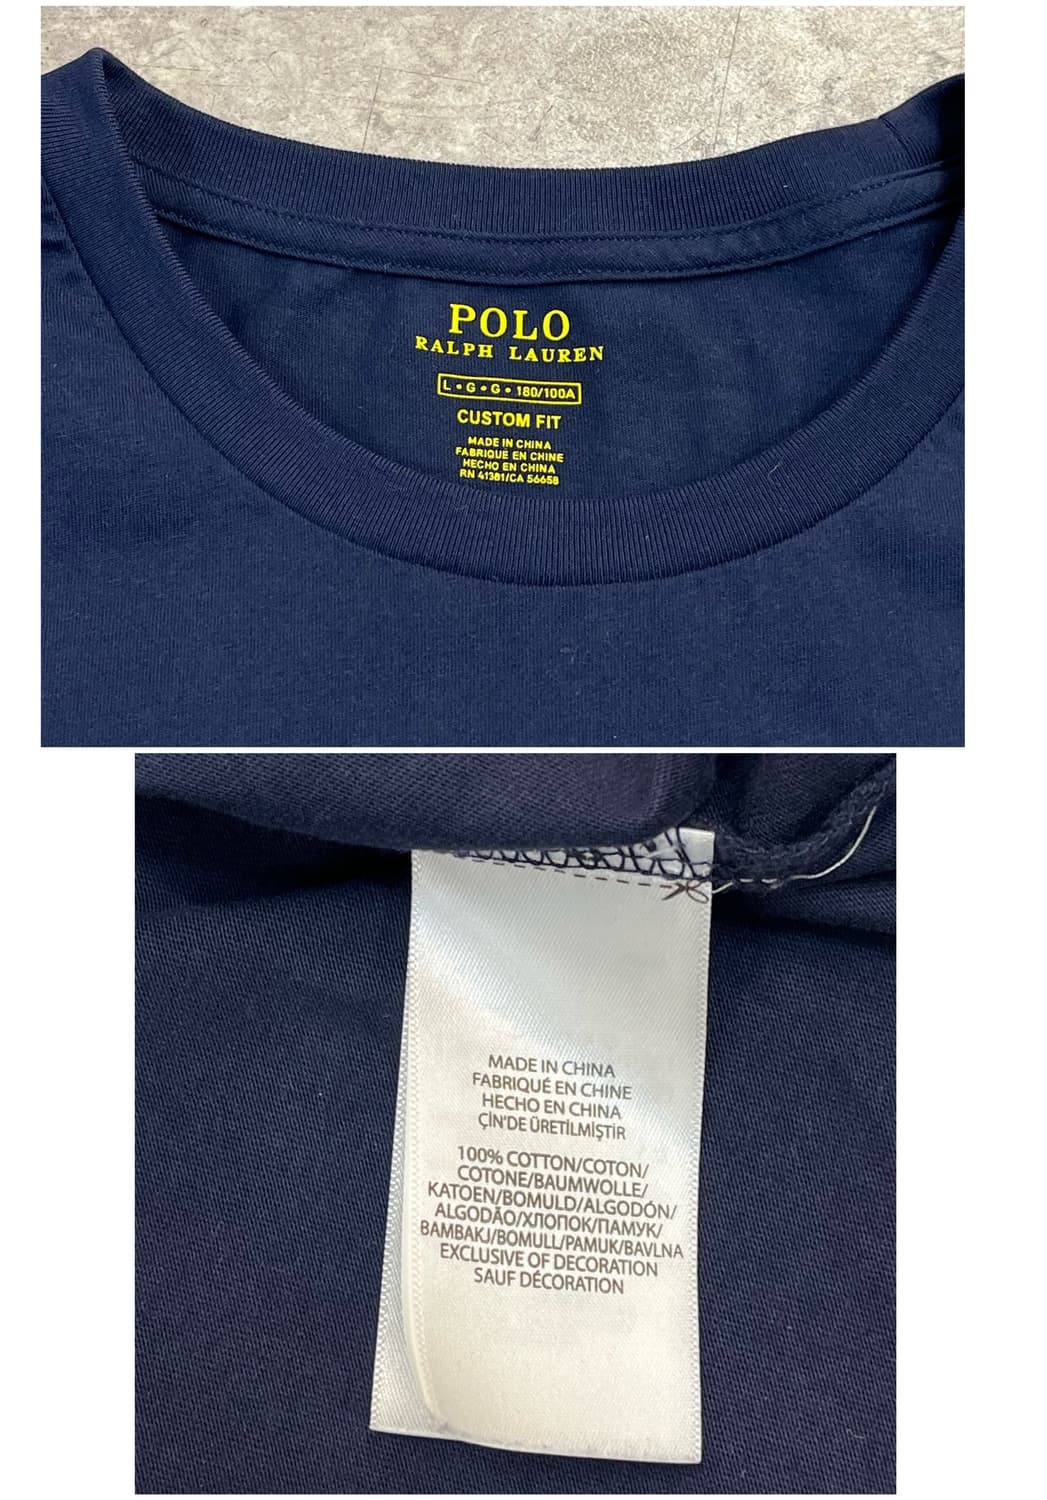 POLO
RALPH LAUREN
L • G • G • 180/100A
CUSTOM FIT
MADE IN CHINA
FABRIQUE EN CHINE
HECHO EN CHINA
RN 41381/CA 56658
MADE IN CHINA
FABRIQUÉ EN CHINE
HECHO EN CHINA
ÇİN'DE ÜRETİLMİŞTİR
100% COTTON/COTON/
COTONE/BAUMWOLLE/
KATOEN/BOMULD/ALGODÓN/
ALGODÃO/ХЛОПОК/ПАМУК/
BAMBAKJ/BOMULL/PAMUK/BAVLNA
EXCLUSIVE OF DECORATION
SAUF DÉCORATION